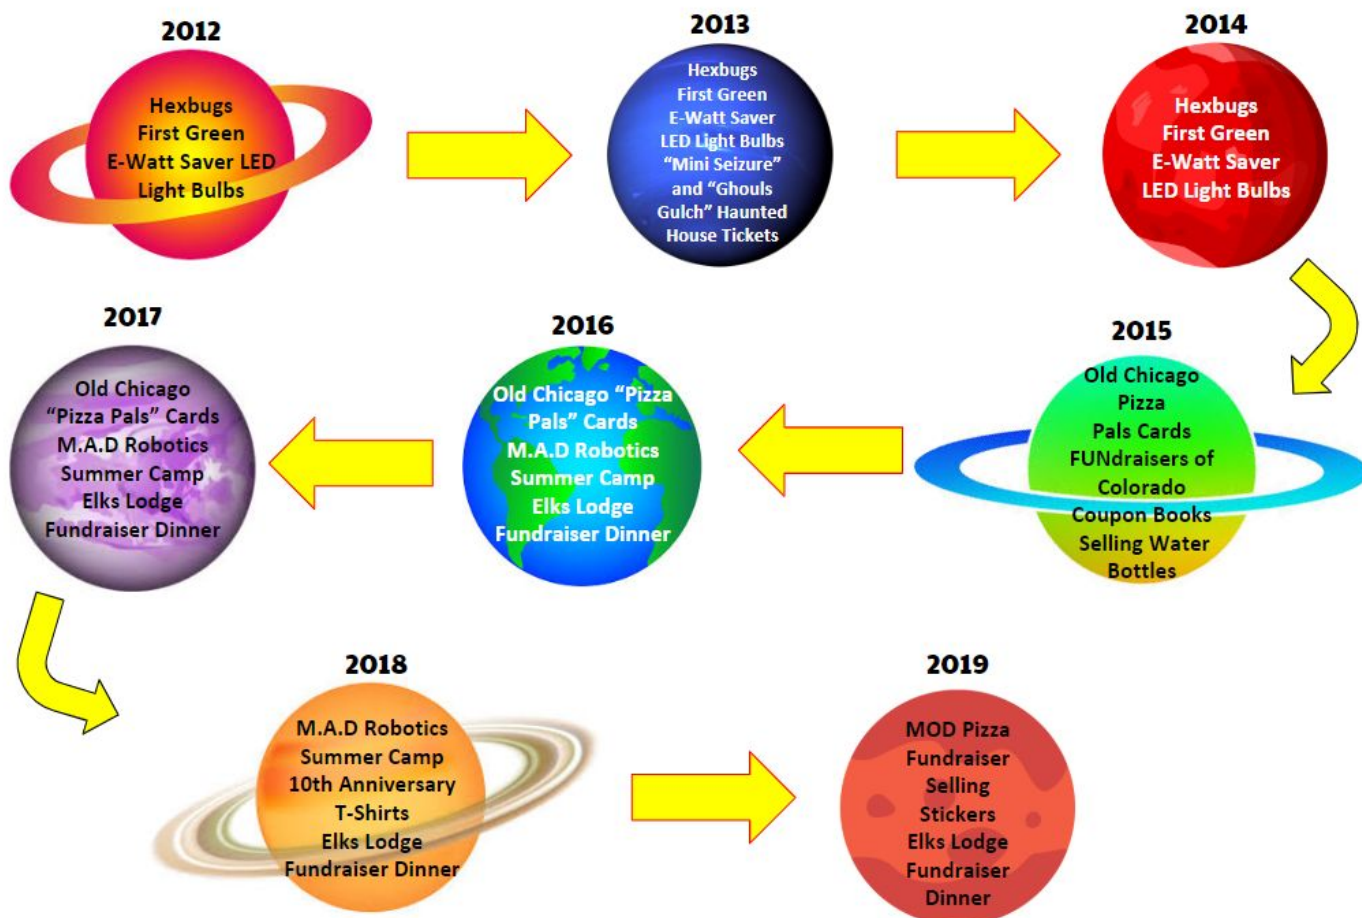 2012
Hexbugs
First Green
E-Watt Saver LED
Light Bulbs
2013
Hexbugs
First Green
E-Watt Saver
LED Light Bulbs
“Mini Seizure”
and “Ghouls
Gulch” Haunted
House Tickets
2014
Hexbugs
First Green
E-Watt Saver
LED Light Bulbs
2015
Old Chicago
Pizza
Pals Cards
FUNdraisers of
Colorado
Coupon Books
Selling Water
Bottles
2016
Old Chicago “Pizza
Pals” Cards
M.A.D Robotics
Summer Camp
Elks Lodge
Fundraiser Dinner
2017
Old Chicago
“Pizza Pals” Cards
M.A.D Robotics
Summer Camp
Elks Lodge
Fundraiser Dinner
2018
M.A.D Robotics
Summer Camp
10th Anniversary
T-Shirts
Elks Lodge
Fundraiser Dinner
2019
MOD Pizza
Fundraiser
Selling
Stickers
Elks Lodge
Fundraiser
Dinner